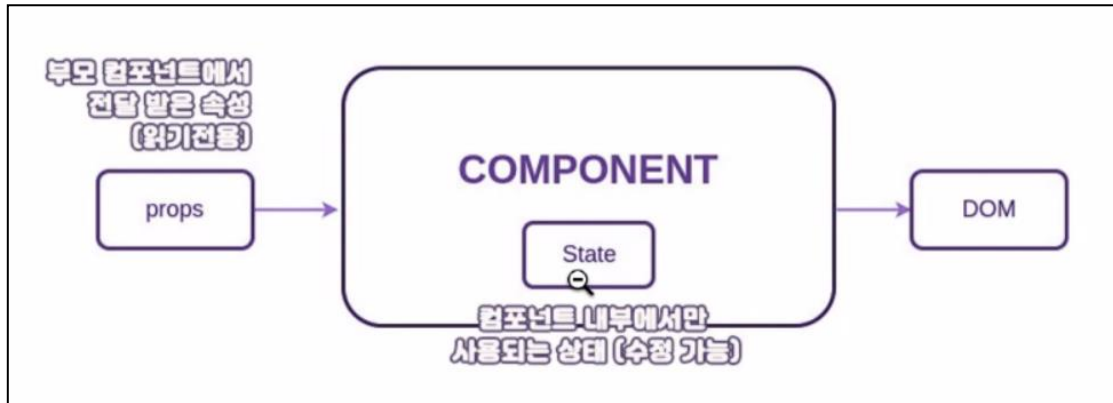 부모 컴포넌트에서
전달 받은 속성
(읽기전용)
props
COMPONENT
State
컴포넌트 내부에서만
사용되는 상태 (수정 가능)
DOM